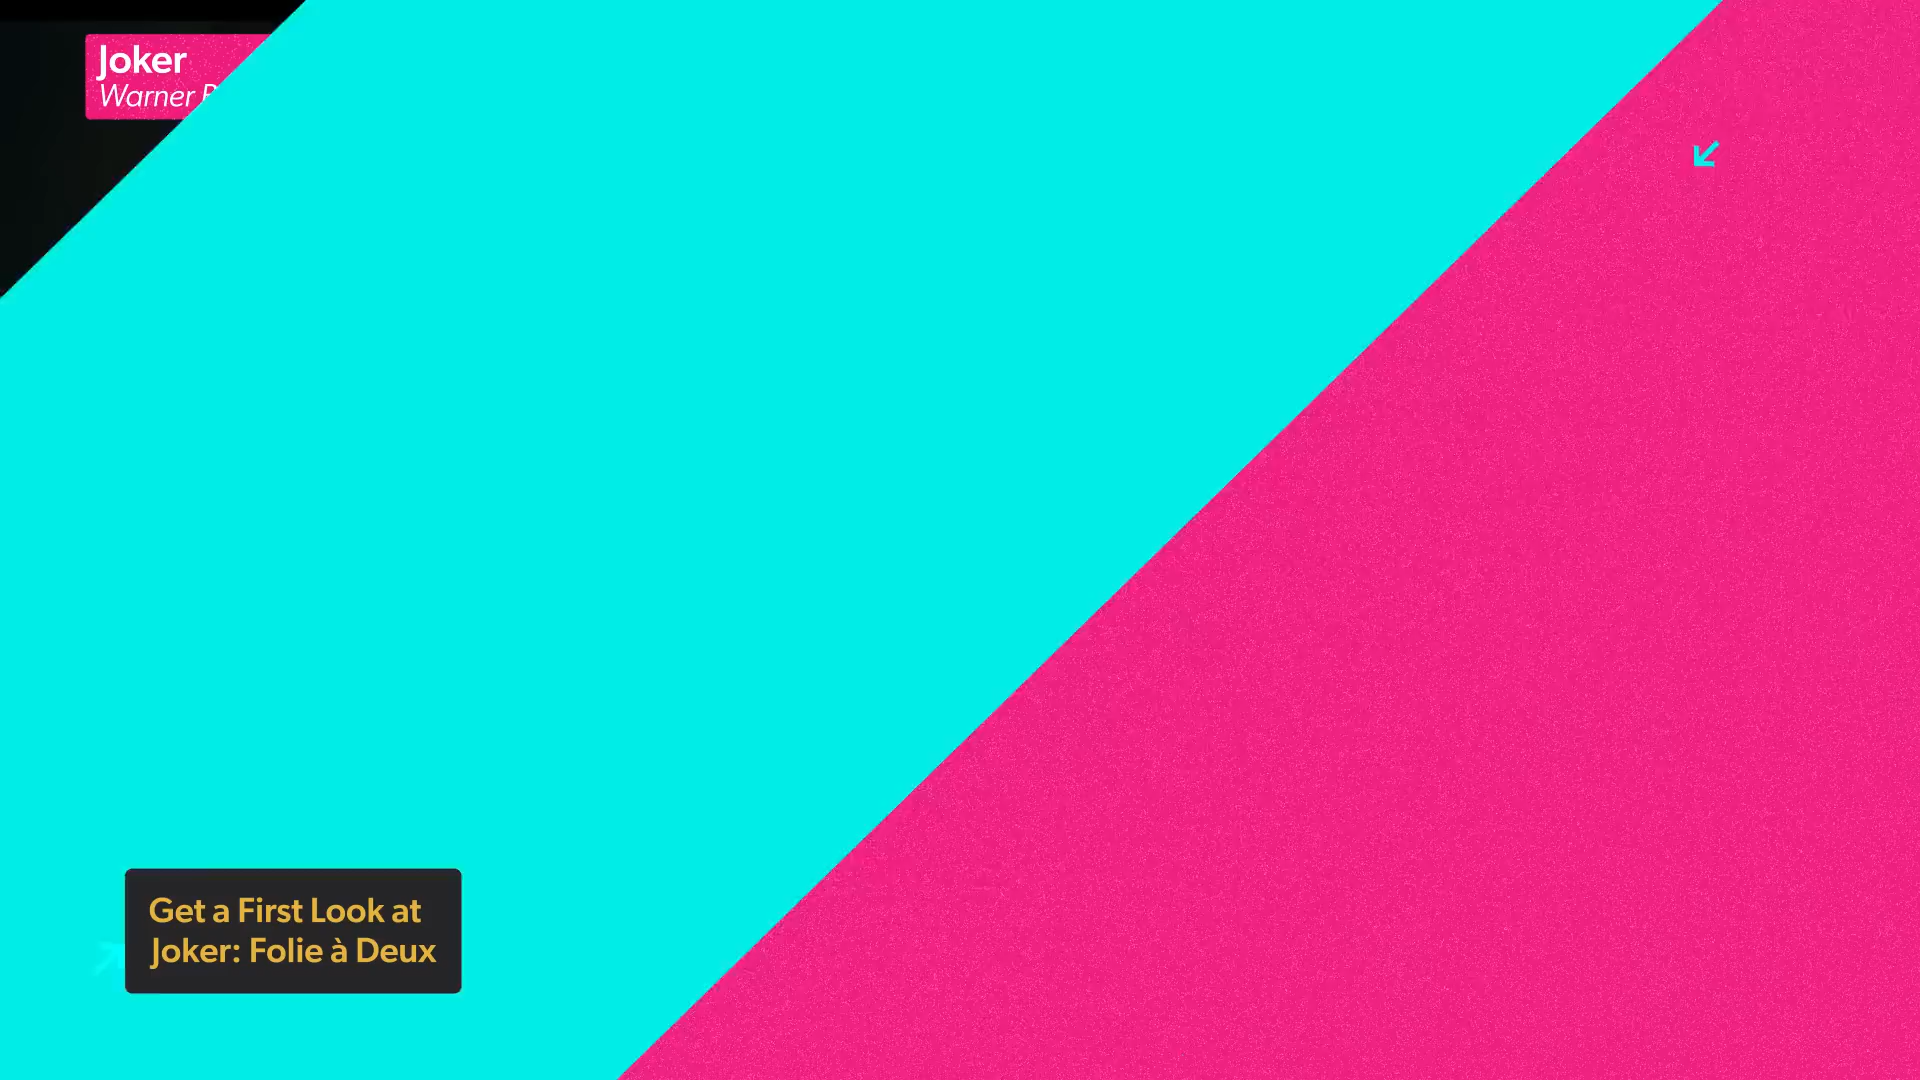 Joker
Warner
Get a First Look at
Joker: Folie à Deux